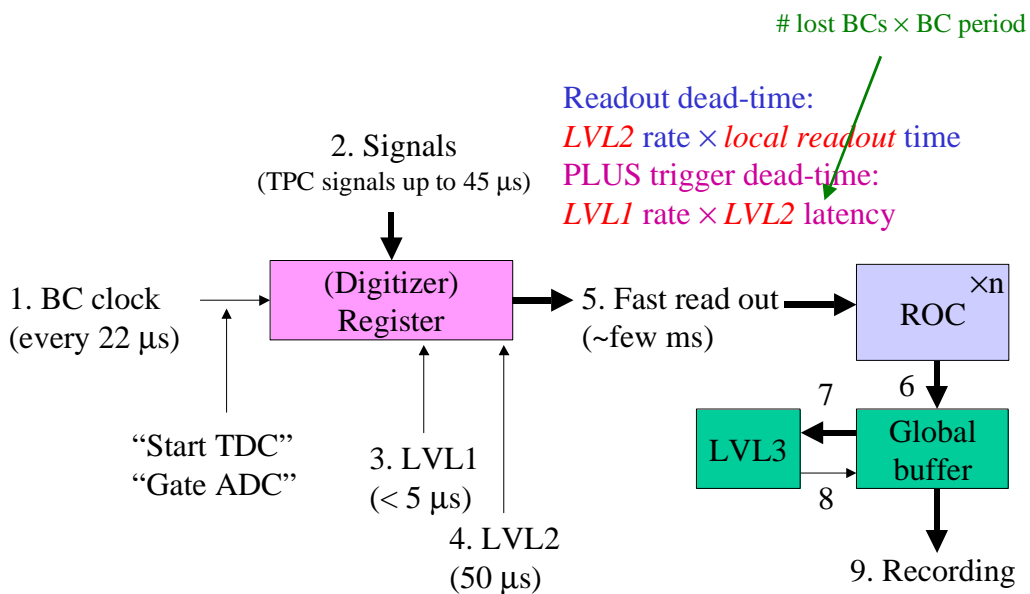 # lost BCs × BC period
Readout dead-time:
LVL2 rate × local readout time
PLUS trigger dead-time:
LVL1 rate × LVL2 latency
2. Signals
(TPC signals up to 45 μs)
1. BC clock
(every 22 μs)
(Digitizer)
Register
5. Fast read out
(~few ms)
×n
ROC
“Start TDC”
“Gate ADC”
3. LVL1
(< 5 μs)
4. LVL2
(50 μs)
6
7
LVL3
Global
buffer
8
9. Recording